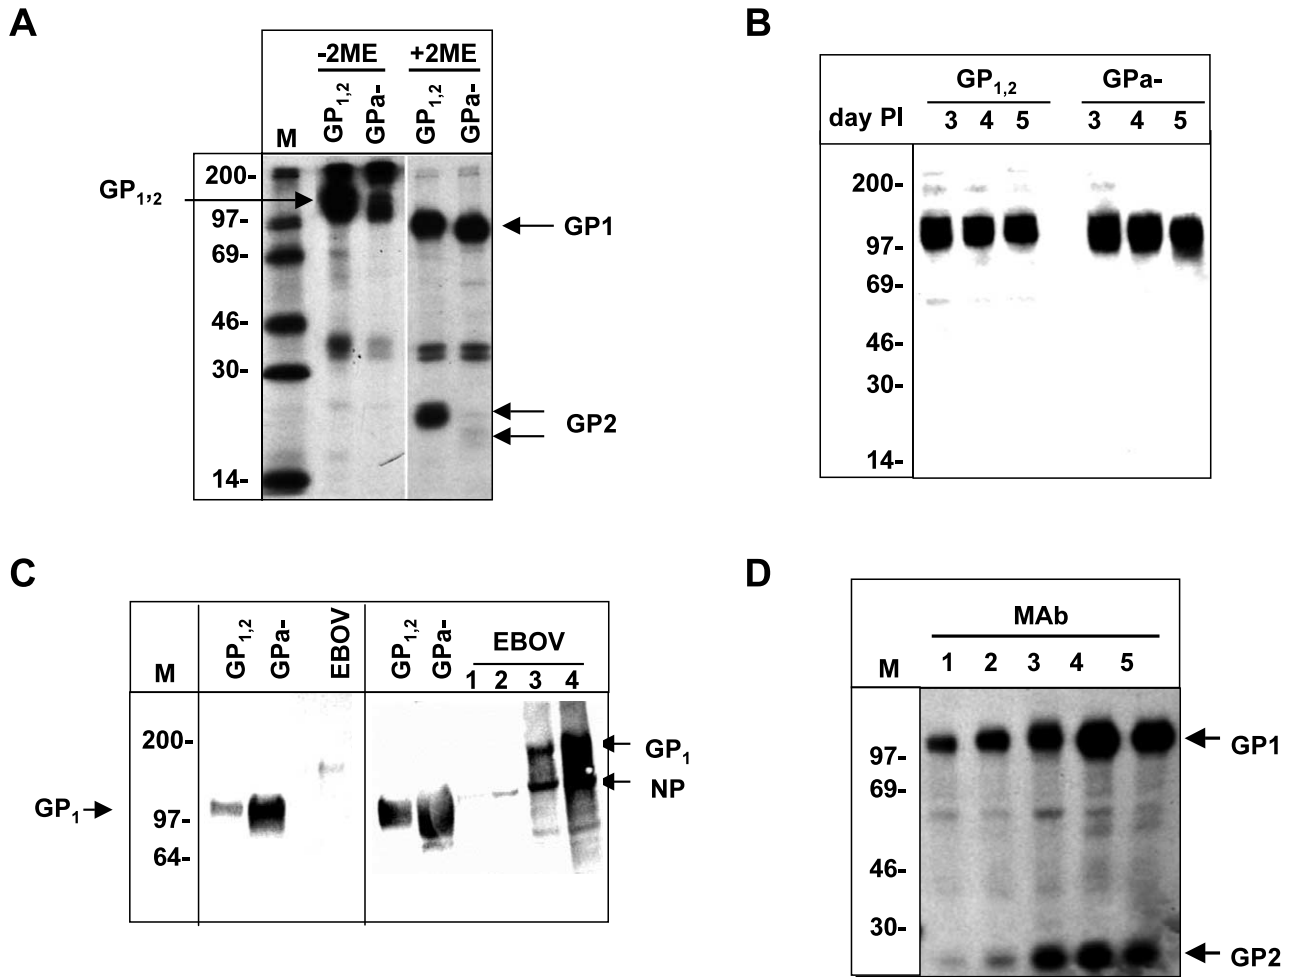 A
-2ME +2ME
M GP1,2 GPa- GP1,2 GPa-
200-
GP1,2
97-
GP1
69-
46-
30-
GP2
14-
B
GP1,2 GPa-
day PI 3 4 5 3 4 5
200-
97-
69-
46-
30-
14-
C
M GP1,2 GPa- EBOV GP1,2 GPa- EBOV
1 2 3 4
200-
GP1
NP
GP1
97-
64-
D
MAb
M 1 2 3 4 5
GP1
97-
69-
46-
30-
GP2